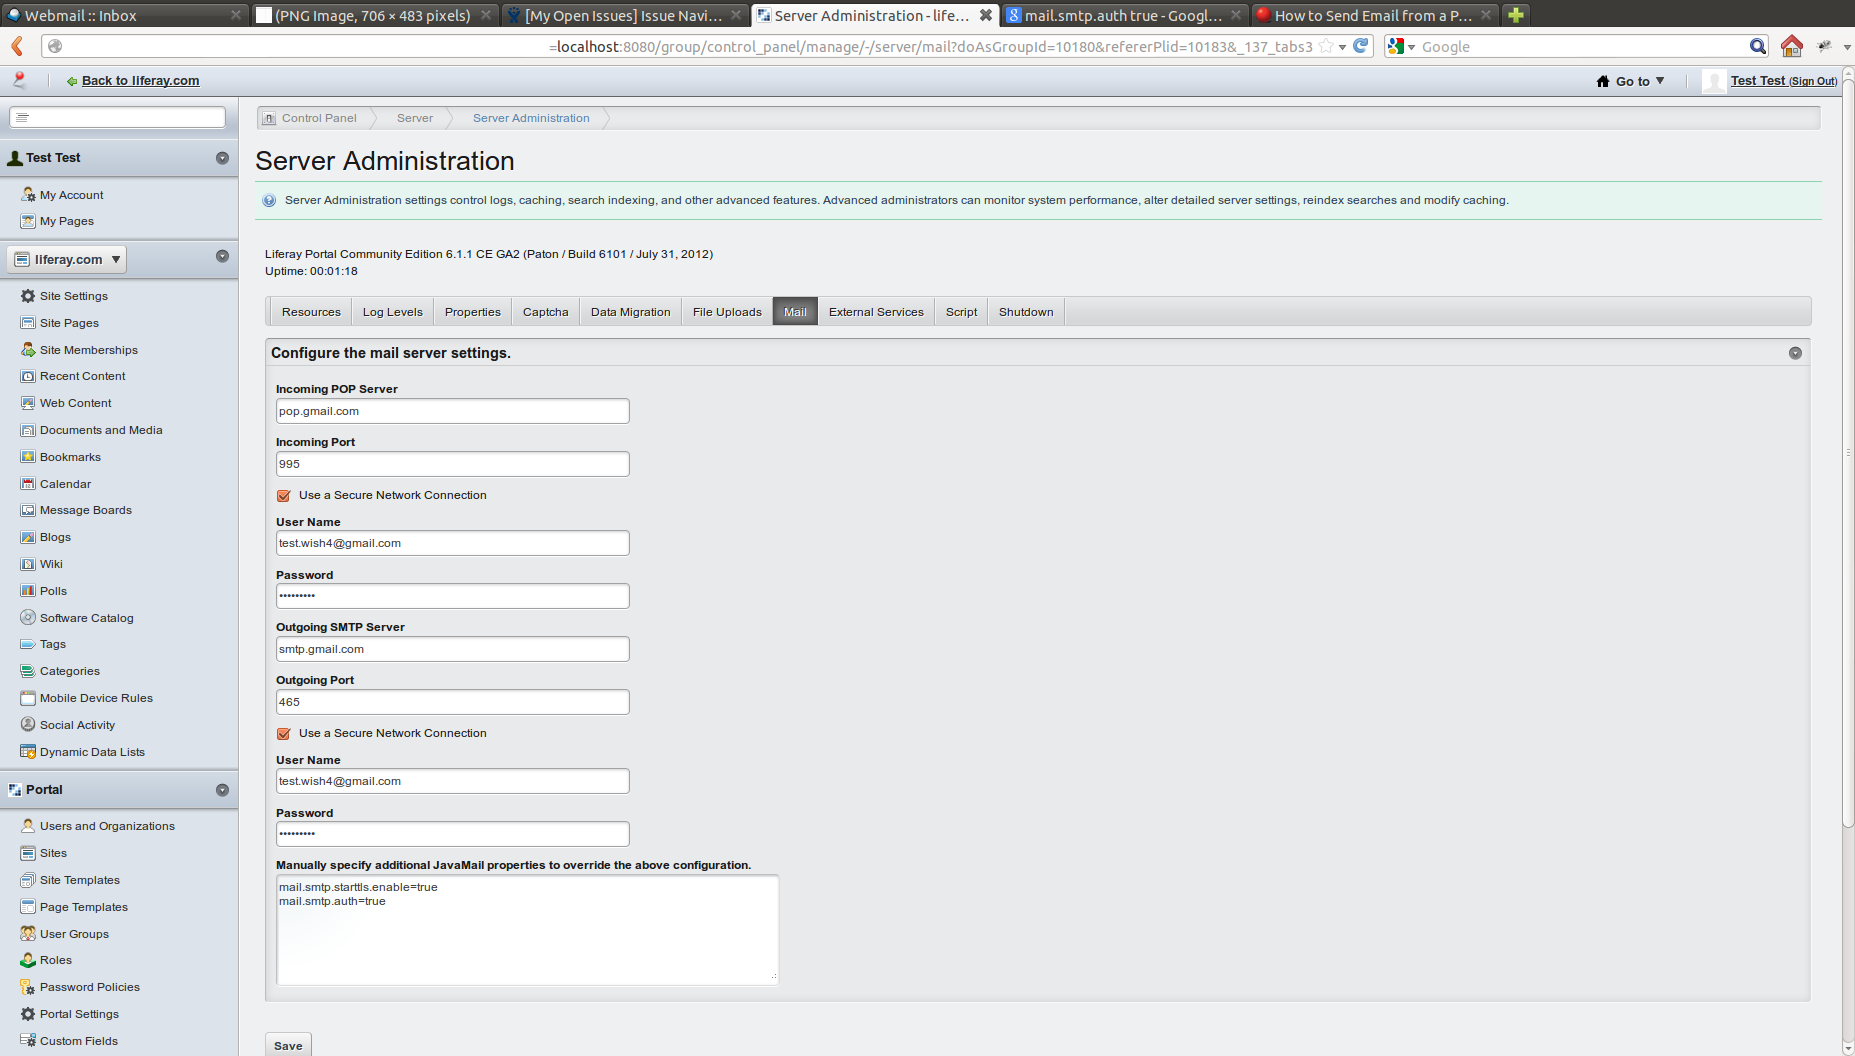 Webmail :: Inbox
(PNG Image, 706 × 483 pixels)
[My Open Issues] Issue Navi...
Server Administration - life...
mail.smtp.auth true - Googl...
How to Send Email from a P...
=localhost:8080/group/control_panel/manage/-/server/mail?doAsGroupId=10180&refererPlid=10183&_137_tabs3
Google
Back to liferay.com
Go to
Test Test (Sign Out)
Test Test
My Account
My Pages
liferay.com
Site Settings
Site Pages
Site Memberships
Recent Content
Web Content
Documents and Media
Bookmarks
Calendar
Message Boards
Blogs
Wiki
Polls
Software Catalog
Tags
Categories
Mobile Device Rules
Social Activity
Dynamic Data Lists
Portal
Users and Organizations
Sites
Site Templates
Page Templates
User Groups
Roles
Password Policies
Portal Settings
Custom Fields
Control Panel
Server
Server Administration
Server Administration
Server Administration settings control logs, caching, search indexing, and other advanced features. Advanced administrators can monitor system performance, alter detailed server settings, reindex searches and modify caching.
Liferay Portal Community Edition 6.1.1 CE GA2 (Paton / Build 6101 / July 31, 2012)
Uptime: 00:01:18
Resources
Log Levels
Properties
Captcha
Data Migration
File Uploads
Mail
External Services
Script
Shutdown
Configure the mail server settings.
Incoming POP Server
pop.gmail.com
Incoming Port
995
Use a Secure Network Connection
User Name
test.wish4@gmail.com
Password
•••••••••
Outgoing SMTP Server
smtp.gmail.com
Outgoing Port
465
Use a Secure Network Connection
User Name
test.wish4@gmail.com
Password
•••••••••
Manually specify additional JavaMail properties to override the above configuration.
mail.smtp.starttls.enable=true
mail.smtp.auth=true
Save